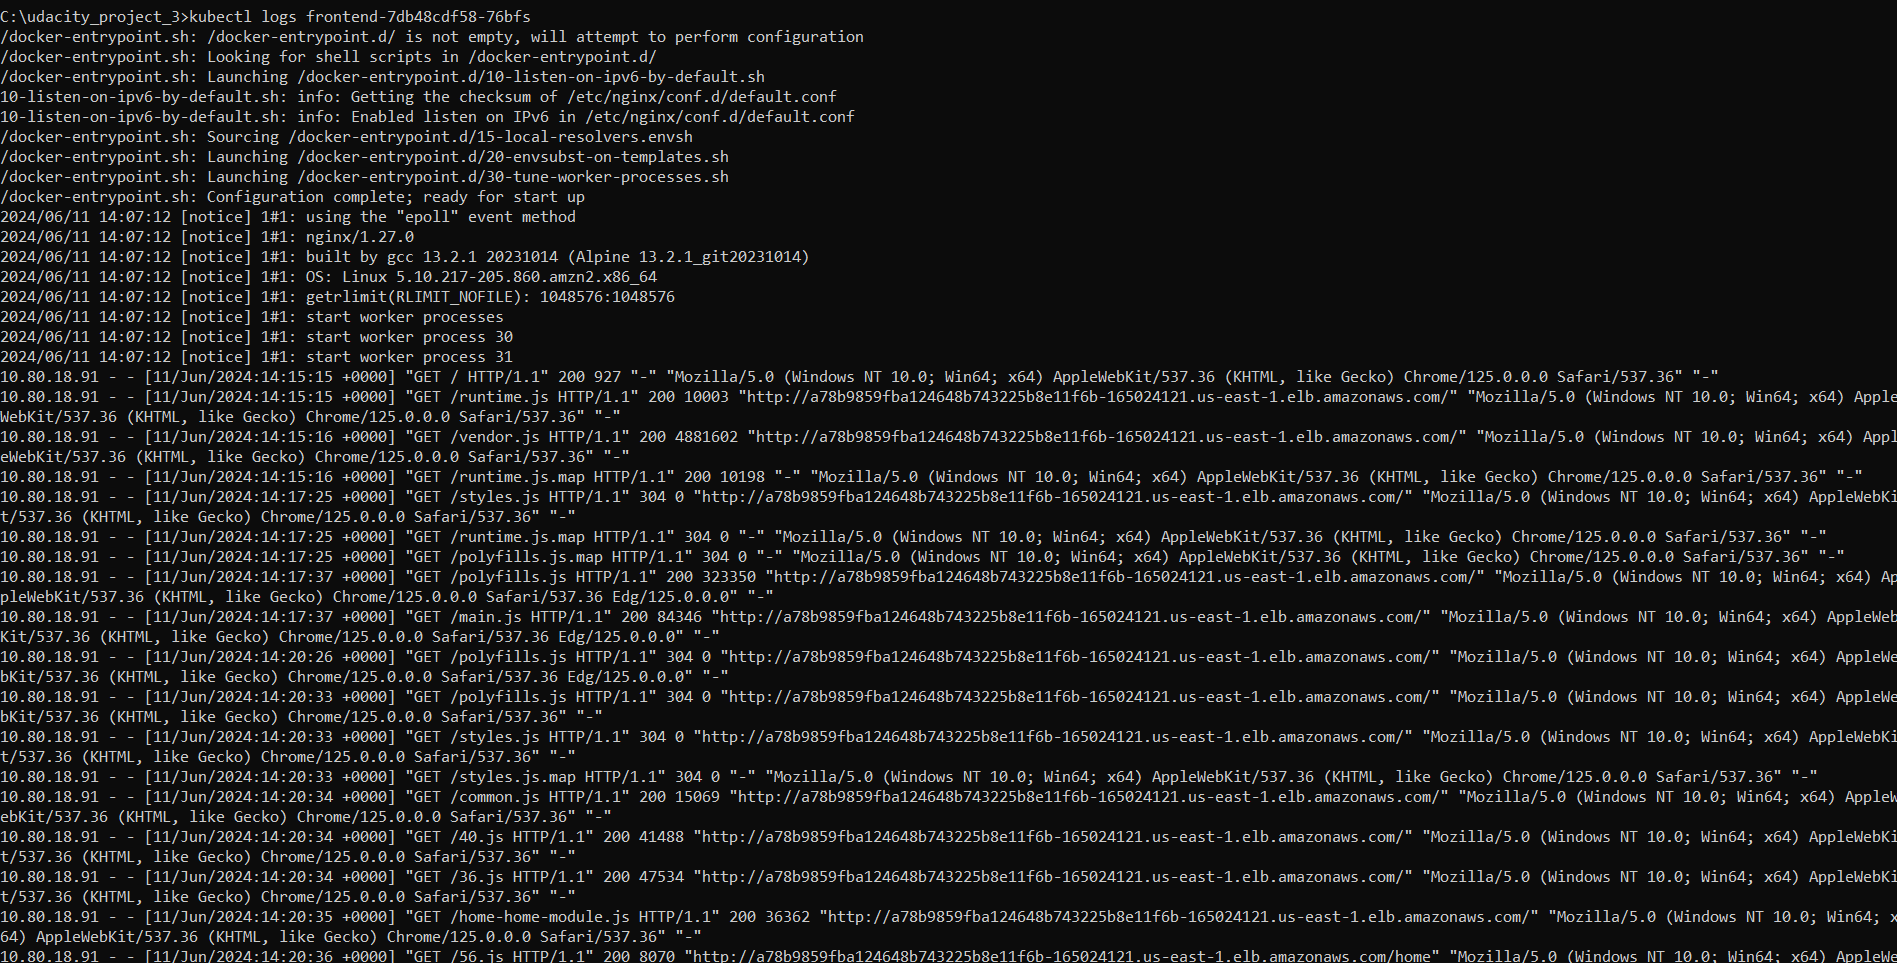 C:\udacity_project_3>kubectl logs frontend-7db48cdf58-76bfs
/docker-entrypoint.sh: /docker-entrypoint.d/ is not empty, will attempt to perform configuration
/docker-entrypoint.sh: Looking for shell scripts in /docker-entrypoint.d/
/docker-entrypoint.sh: Launching /docker-entrypoint.d/10-listen-on-ipv6-by-default.sh
10-listen-on-ipv6-by-default.sh: info: Getting the checksum of /etc/nginx/conf.d/default.conf
10-listen-on-ipv6-by-default.sh: info: Enabled listen on IPv6 in /etc/nginx/conf.d/default.conf
/docker-entrypoint.sh: Sourcing /docker-entrypoint.d/15-local-resolvers.envsh
/docker-entrypoint.sh: Launching /docker-entrypoint.d/20-envsubst-on-templates.sh
/docker-entrypoint.sh: Launching /docker-entrypoint.d/30-tune-worker-processes.sh
/docker-entrypoint.sh: Configuration complete; ready for start up
2024/06/11 14:07:12 [notice] 1#1: using the "epoll" event method
2024/06/11 14:07:12 [notice] 1#1: nginx/1.27.0
2024/06/11 14:07:12 [notice] 1#1: built by gcc 13.2.1 20231014 (Alpine 13.2.1_git20231014)
2024/06/11 14:07:12 [notice] 1#1: OS: Linux 5.10.217-205.860.amzn2.x86_64
2024/06/11 14:07:12 [notice] 1#1: getrlimit(RLIMIT_NOFILE): 1048576:1048576
2024/06/11 14:07:12 [notice] 1#1: start worker processes
2024/06/11 14:07:12 [notice] 1#1: start worker process 30
2024/06/11 14:07:12 [notice] 1#1: start worker process 31
10.80.18.91 - - [11/Jun/2024:14:15:15 +0000] "GET / HTTP/1.1" 200 927 "-" "Mozilla/5.0 (Windows NT 10.0; Win64; x64) AppleWebKit/537.36 (KHTML, like Gecko) Chrome/125.0.0.0 Safari/537.36" "-"
10.80.18.91 - - [11/Jun/2024:14:15:15 +0000] "GET /runtime.js HTTP/1.1" 200 10003 "http://a78b9859fba124648b743225b8e11f6b-165024121.us-east-1.elb.amazonaws.com/" "Mozilla/5.0 (Windows NT 10.0; Win64; x64) Apple
WebKit/537.36 (KHTML, like Gecko) Chrome/125.0.0.0 Safari/537.36" "-"
10.80.18.91 - - [11/Jun/2024:14:15:16 +0000] "GET /vendor.js HTTP/1.1" 200 4881602 "http://a78b9859fba124648b743225b8e11f6b-165024121.us-east-1.elb.amazonaws.com/" "Mozilla/5.0 (Windows NT 10.0; Win64; x64) Appl
eWebKit/537.36 (KHTML, like Gecko) Chrome/125.0.0.0 Safari/537.36" "-"
10.80.18.91 - - [11/Jun/2024:14:15:16 +0000] "GET /runtime.js.map HTTP/1.1" 200 10198 "-" "Mozilla/5.0 (Windows NT 10.0; Win64; x64) AppleWebKit/537.36 (KHTML, like Gecko) Chrome/125.0.0.0 Safari/537.36" "-"
10.80.18.91 - - [11/Jun/2024:14:17:25 +0000] "GET /styles.js HTTP/1.1" 304 0 "http://a78b9859fba124648b743225b8e11f6b-165024121.us-east-1.elb.amazonaws.com/" "Mozilla/5.0 (Windows NT 10.0; Win64; x64) AppleWebKi
t/537.36 (KHTML, like Gecko) Chrome/125.0.0.0 Safari/537.36" "-"
10.80.18.91 - - [11/Jun/2024:14:17:25 +0000] "GET /runtime.js.map HTTP/1.1" 304 0 "-" "Mozilla/5.0 (Windows NT 10.0; Win64; x64) AppleWebKit/537.36 (KHTML, like Gecko) Chrome/125.0.0.0 Safari/537.36" "-"
10.80.18.91 - - [11/Jun/2024:14:17:25 +0000] "GET /polyfills.js.map HTTP/1.1" 304 0 "-" "Mozilla/5.0 (Windows NT 10.0; Win64; x64) AppleWebKit/537.36 (KHTML, like Gecko) Chrome/125.0.0.0 Safari/537.36" "-"
10.80.18.91 - - [11/Jun/2024:14:17:37 +0000] "GET /polyfills.js HTTP/1.1" 200 323350 "http://a78b9859fba124648b743225b8e11f6b-165024121.us-east-1.elb.amazonaws.com/" "Mozilla/5.0 (Windows NT 10.0; Win64; x64) Ap
pleWebKit/537.36 (KHTML, like Gecko) Chrome/125.0.0.0 Safari/537.36 Edg/125.0.0.0" "-"
10.80.18.91 - - [11/Jun/2024:14:17:37 +0000] "GET /main.js HTTP/1.1" 200 84346 "http://a78b9859fba124648b743225b8e11f6b-165024121.us-east-1.elb.amazonaws.com/" "Mozilla/5.0 (Windows NT 10.0; Win64; x64) AppleWeb
Kit/537.36 (KHTML, like Gecko) Chrome/125.0.0.0 Safari/537.36 Edg/125.0.0.0" "-"
10.80.18.91 - - [11/Jun/2024:14:20:26 +0000] "GET /polyfills.js HTTP/1.1" 304 0 "http://a78b9859fba124648b743225b8e11f6b-165024121.us-east-1.elb.amazonaws.com/" "Mozilla/5.0 (Windows NT 10.0; Win64; x64) AppleWe
bKit/537.36 (KHTML, like Gecko) Chrome/125.0.0.0 Safari/537.36 Edg/125.0.0.0" "-"
10.80.18.91 - - [11/Jun/2024:14:20:33 +0000] "GET /polyfills.js HTTP/1.1" 304 0 "http://a78b9859fba124648b743225b8e11f6b-165024121.us-east-1.elb.amazonaws.com/" "Mozilla/5.0 (Windows NT 10.0; Win64; x64) AppleWe
bKit/537.36 (KHTML, like Gecko) Chrome/125.0.0.0 Safari/537.36" "-"
10.80.18.91 - - [11/Jun/2024:14:20:33 +0000] "GET /styles.js HTTP/1.1" 304 0 "http://a78b9859fba124648b743225b8e11f6b-165024121.us-east-1.elb.amazonaws.com/" "Mozilla/5.0 (Windows NT 10.0; Win64; x64) AppleWebKi
t/537.36 (KHTML, like Gecko) Chrome/125.0.0.0 Safari/537.36" "-"
10.80.18.91 - - [11/Jun/2024:14:20:33 +0000] "GET /styles.js.map HTTP/1.1" 304 0 "-" "Mozilla/5.0 (Windows NT 10.0; Win64; x64) AppleWebKit/537.36 (KHTML, like Gecko) Chrome/125.0.0.0 Safari/537.36" "-"
10.80.18.91 - - [11/Jun/2024:14:20:34 +0000] "GET /common.js HTTP/1.1" 200 15069 "http://a78b9859fba124648b743225b8e11f6b-165024121.us-east-1.elb.amazonaws.com/" "Mozilla/5.0 (Windows NT 10.0; Win64; x64) AppleW
ebKit/537.36 (KHTML, like Gecko) Chrome/125.0.0.0 Safari/537.36" "-"
10.80.18.91 - - [11/Jun/2024:14:20:34 +0000] "GET /40.js HTTP/1.1" 200 41488 "http://a78b9859fba124648b743225b8e11f6b-165024121.us-east-1.elb.amazonaws.com/" "Mozilla/5.0 (Windows NT 10.0; Win64; x64) AppleWebKi
t/537.36 (KHTML, like Gecko) Chrome/125.0.0.0 Safari/537.36" "-"
10.80.18.91 - - [11/Jun/2024:14:20:34 +0000] "GET /36.js HTTP/1.1" 200 47534 "http://a78b9859fba124648b743225b8e11f6b-165024121.us-east-1.elb.amazonaws.com/" "Mozilla/5.0 (Windows NT 10.0; Win64; x64) AppleWebKi
t/537.36 (KHTML, like Gecko) Chrome/125.0.0.0 Safari/537.36" "-"
10.80.18.91 - - [11/Jun/2024:14:20:35 +0000] "GET /home-home-module.js HTTP/1.1" 200 36362 "http://a78b9859fba124648b743225b8e11f6b-165024121.us-east-1.elb.amazonaws.com/" "Mozilla/5.0 (Windows NT 10.0; Win64; x
64) AppleWebKit/537.36 (KHTML, like Gecko) Chrome/125.0.0.0 Safari/537.36" "-"
10.80.18.91 - - [11/Jun/2024:14:20:36 +0000] "GET /56.js HTTP/1.1" 200 8070 "http://a78b9859fba124648b743225b8e11f6b-165024121.us-east-1.elb.amazonaws.com/home" "Mozilla/5.0 (Windows NT 10.0; Win64; x64) AppleWe